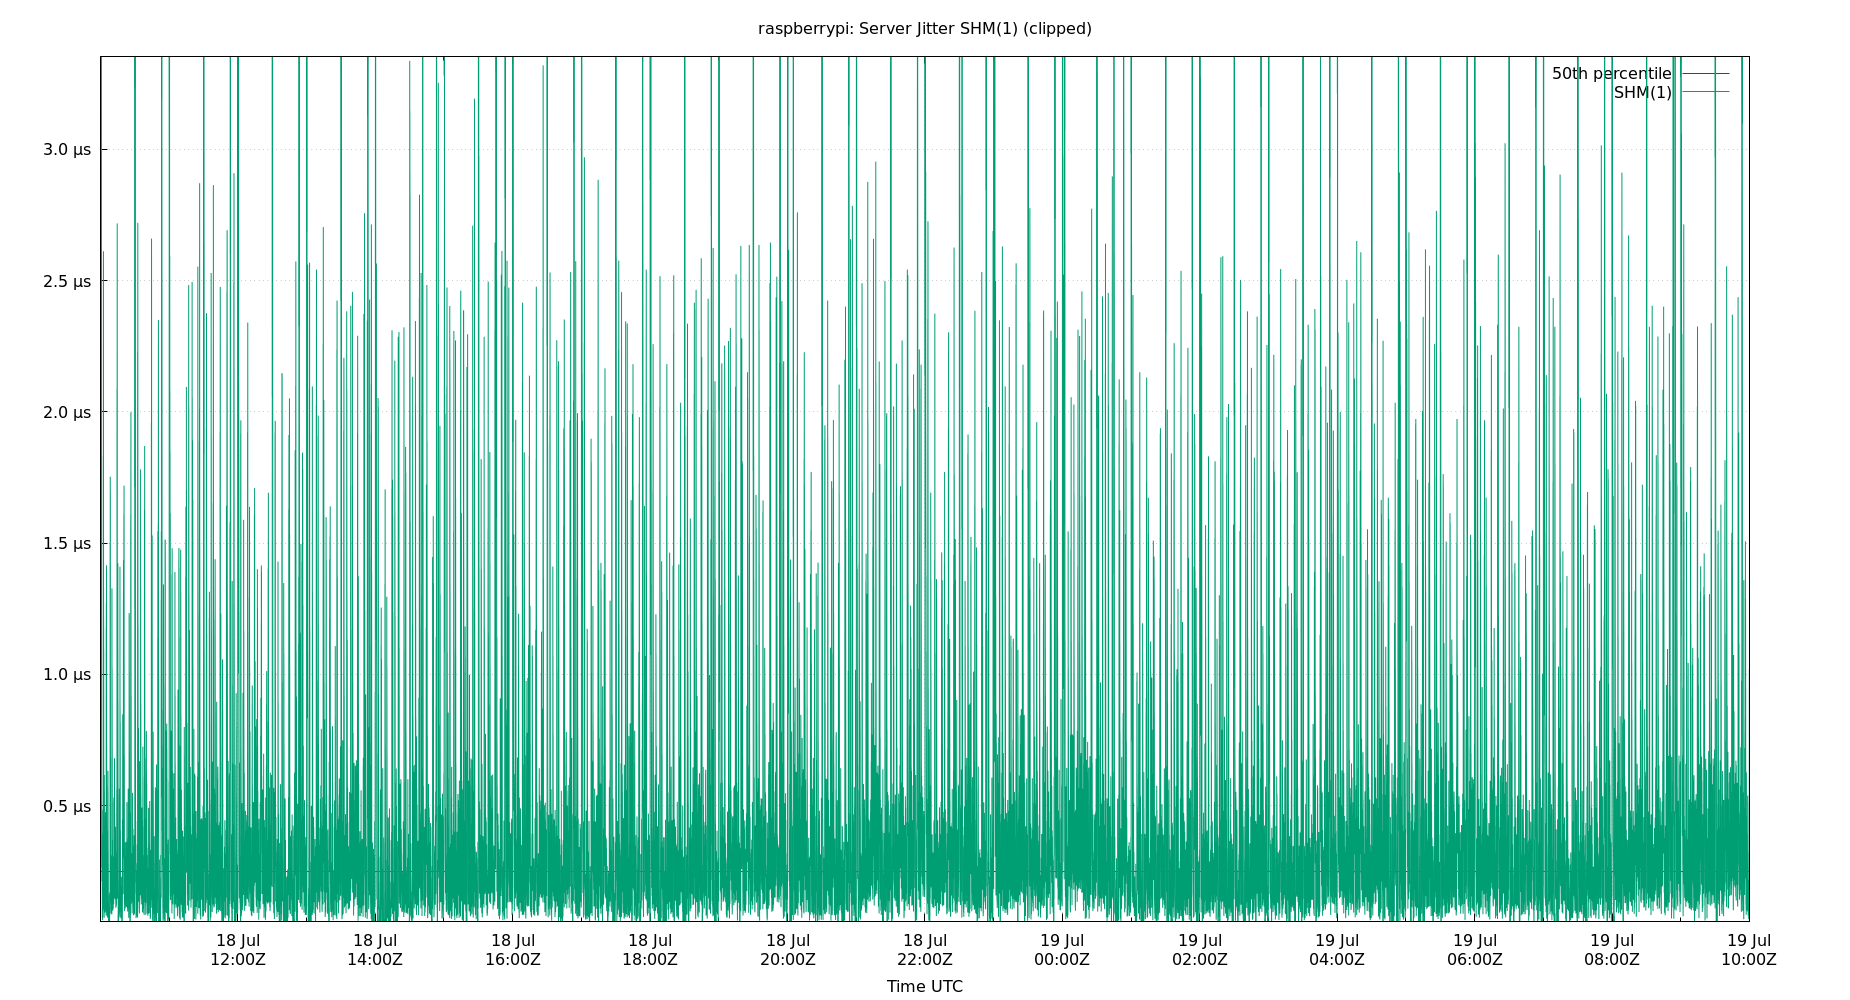 raspberrypi: Server Jitter SHM(1) (clipped)
50th percentile
SHM(1)
3.0 µs
2.5 µs
2.0 µs
1.5 µs
1.0 µs
0.5 µs
18 Jul 18 Jul 18 Jul 18 Jul 18 Jul 18 Jul 19 Jul 19 Jul 19 Jul 19 Jul 19 Jul 19 Jul
12:00Z 14:00Z 16:00Z 18:00Z 20:00Z 22:00Z 00:00Z 02:00Z 04:00Z 06:00Z 08:00Z 10:00Z
Time UTC